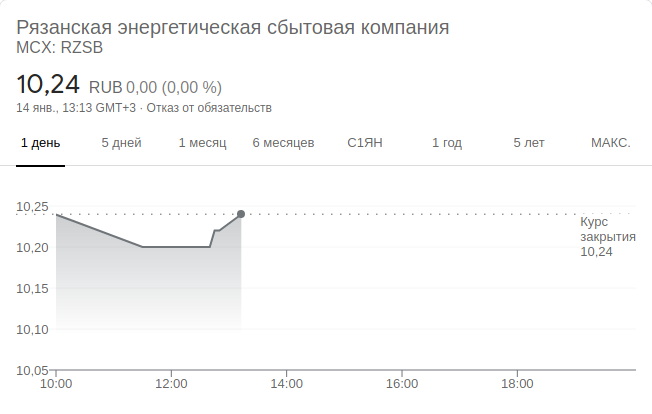 Рязанская энергетическая сбытовая компания
MCX: RZSB
10,24 RUB 0,00 (0,00 %)
14 янв., 13:13 GMT+3 · Отказ от обязательств
1 день 5 дней 1 месяц 6 месяцев С1ЯН 1 год 5 лет МАКС.
10,25
Курс
закрытия
10,24
10,20
10,15
10,10
10,05
10:00 12:00 14:00 16:00 18:00